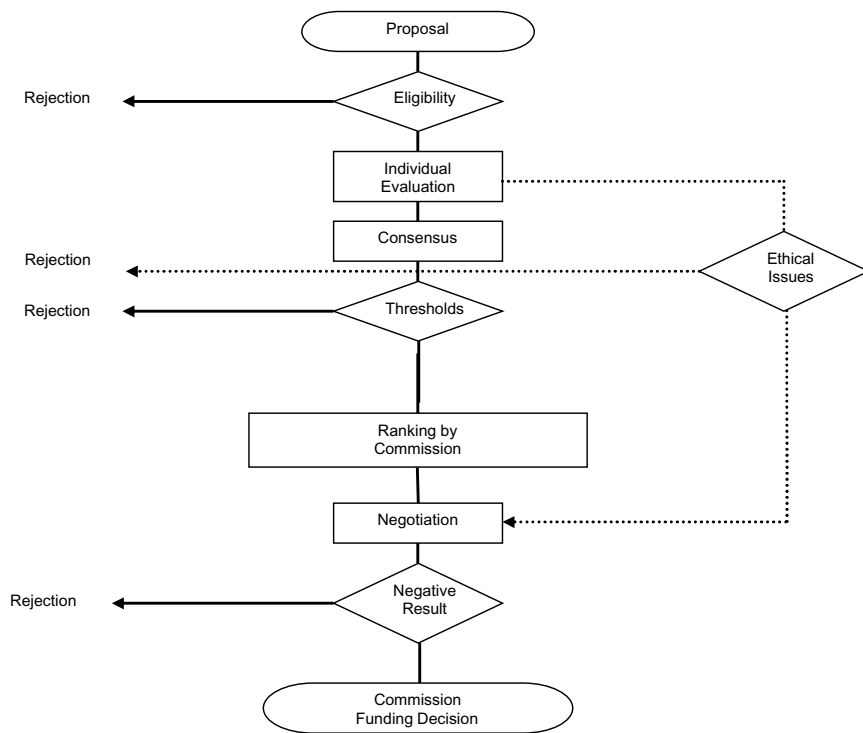 Proposal
Rejection
Eligibility
Individual
Evaluation
Consensus
Rejection
Ethical
Issues
Rejection
Thresholds
Ranking by
Commission
Negotiation
Rejection
Negative
Result
Commission
Funding Decision